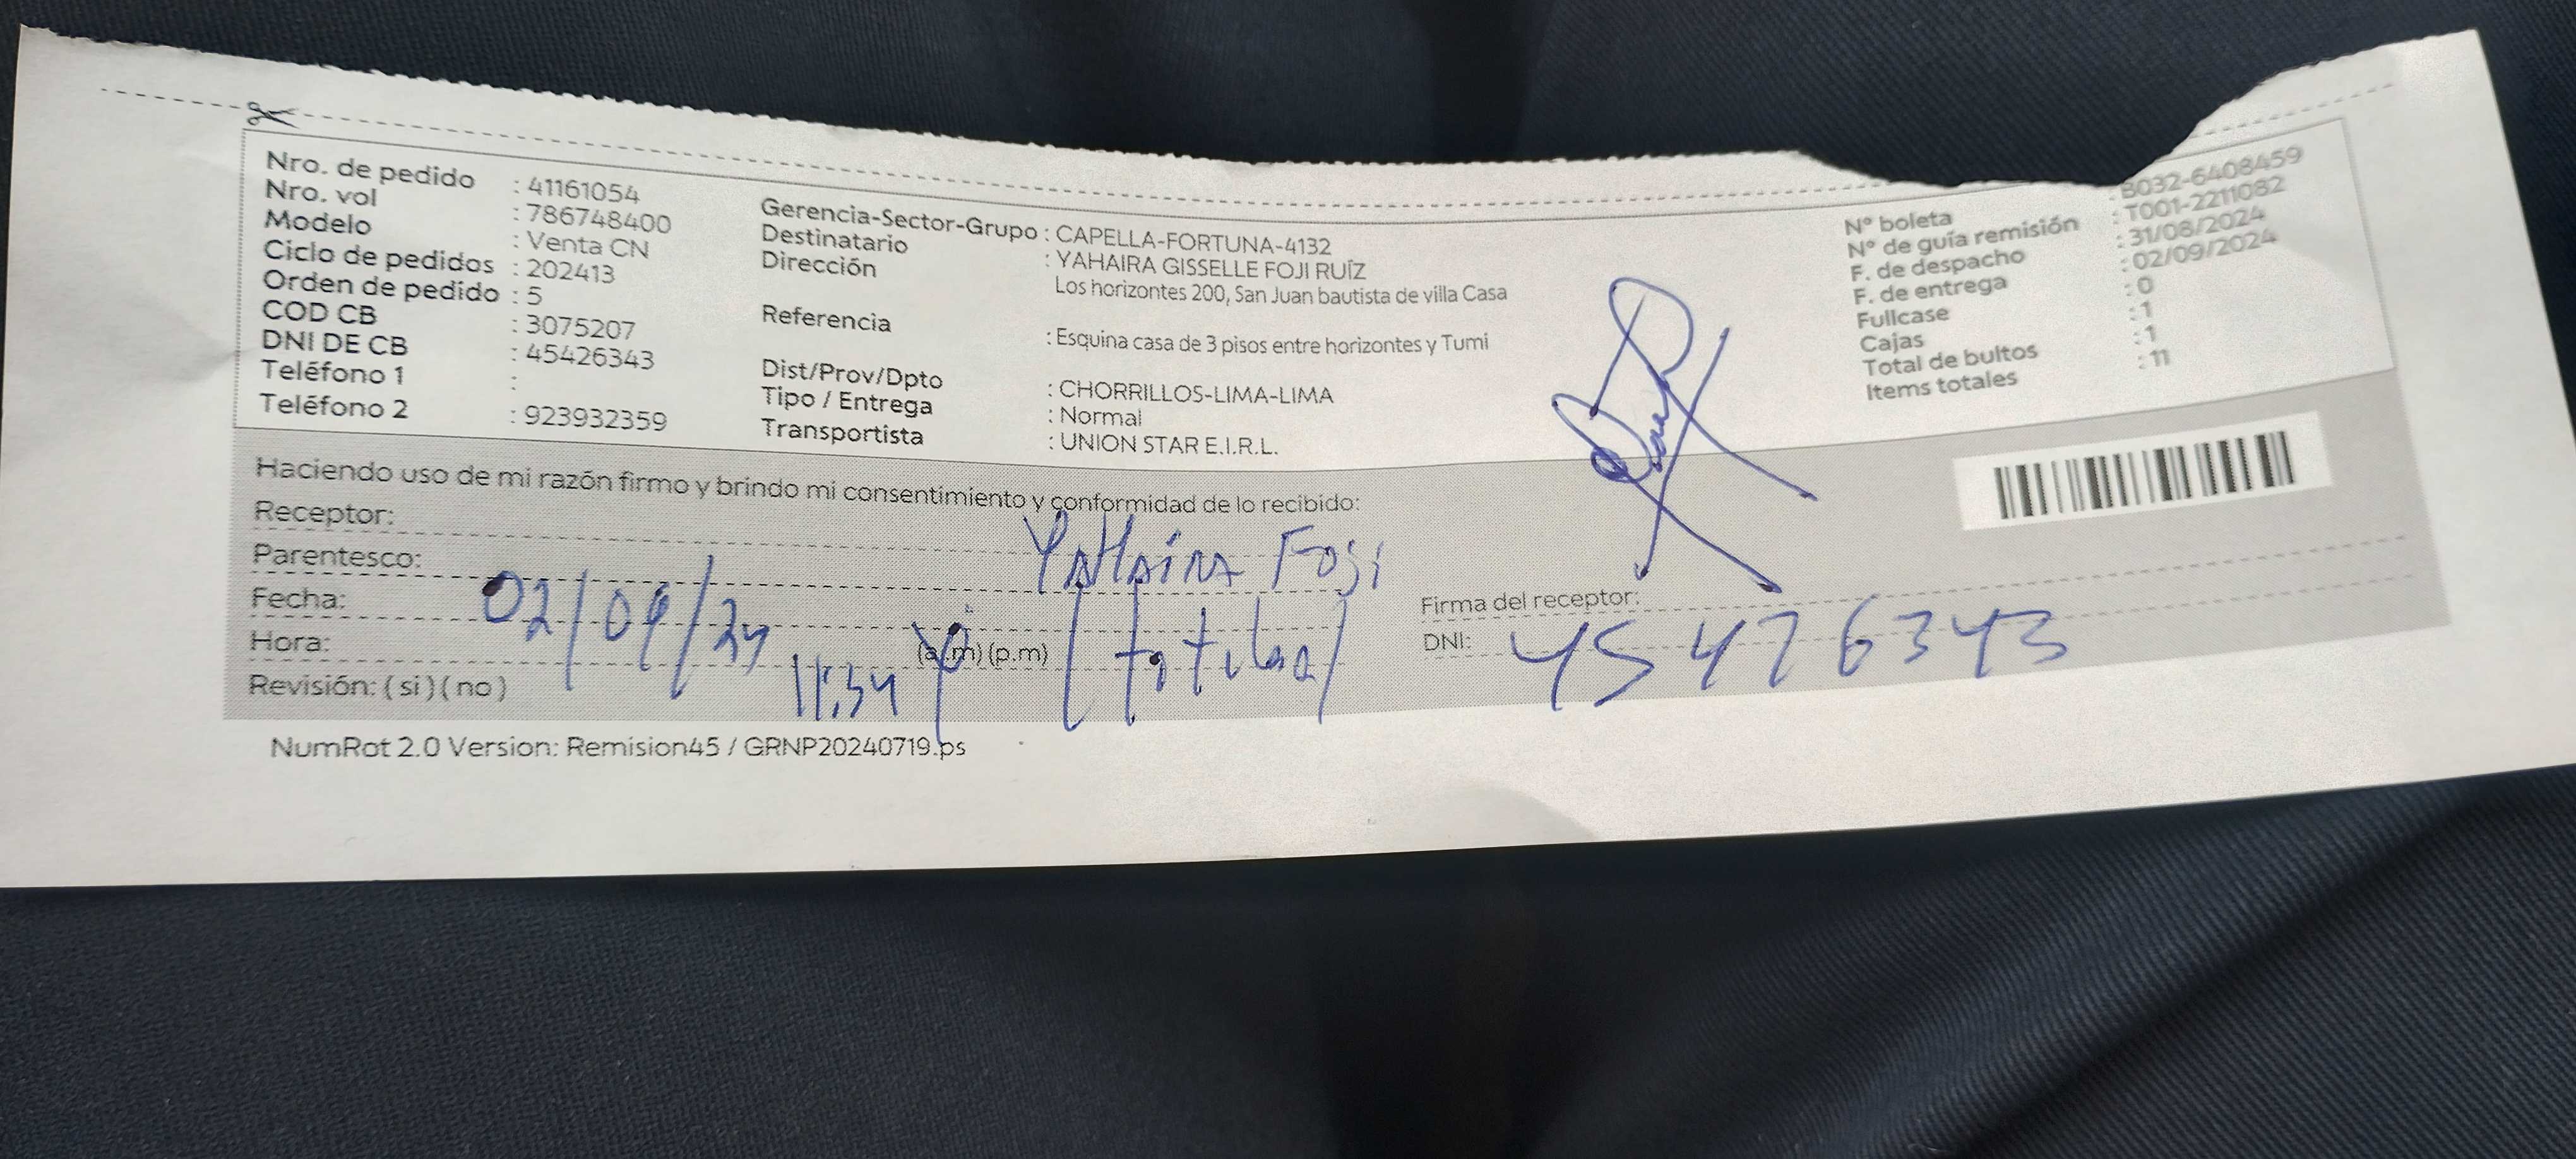 Nro. de pedido : 41161054
Nro. vol : 786748400
Modelo : Venta CN
Ciclo de pedidos : 202413
Orden de pedido : 5
COD CB : 3075207
DNI DE CB : 45426343
Teléfono 1 :
Teléfono 2 : 923932359
Gerencia-Sector-Grupo : CAPELLA-FORTUNA-4132
Destinatario : YAHAIRA GISSELLE FOJI RUÍZ
Dirección Los horizontes 200, San Juan bautista de villa Casa
Referencia : Esquina casa de 3 pisos entre horizontes y Tumi
Dist/Prov/Dpto : CHORRILLOS-LIMA-LIMA
Tipo / Entrega : Normal
Transportista : UNION STAR E.I.R.L.
N° boleta : B032-6408459
N° de guía remisión : T001-2211082
F. de despacho : 31/08/2024
F. de entrega : 02/09/2024
Fullcase : 0
Cajas : 1
Total de bultos : 1
Items totales : 11
Haciendo uso de mi razón firmo y brindo mi consentimiento y conformidad de lo recibido:
Receptor: YAHAIRA FOJI
Parentesco:
Fecha: 02/09/24
Hora: 11:34 (a.m) (p.m)
Revisión: ( si ) ( no )
Firma del receptor:
DNI: 45426343
NumRot 2.0 Version: Remision45 / GRNP20240719.ps